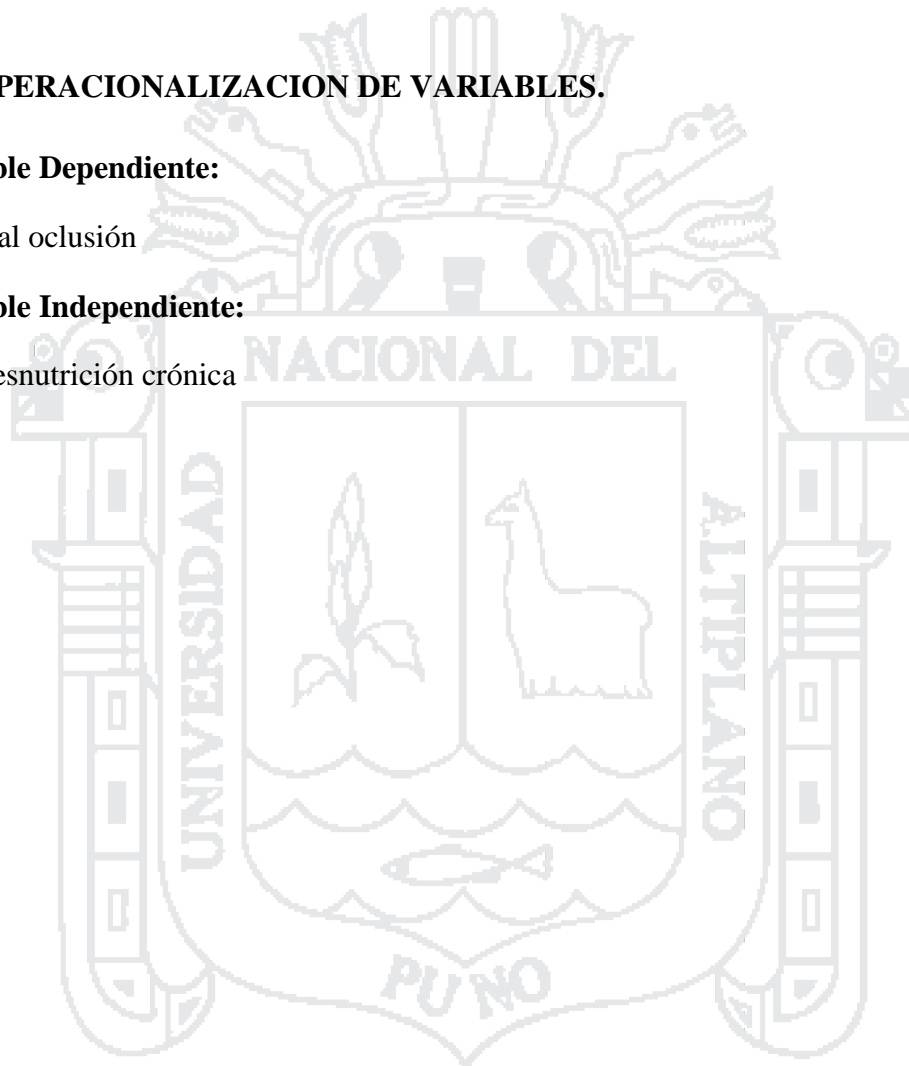 PERACIONALIZACION DE VARIABLES.
ble Dependiente:
al oclusión
ble Independiente:
esnutrición crónica
NACIONAL DEL
UNIVERSIDAD
ALTIPLANO
PUNO